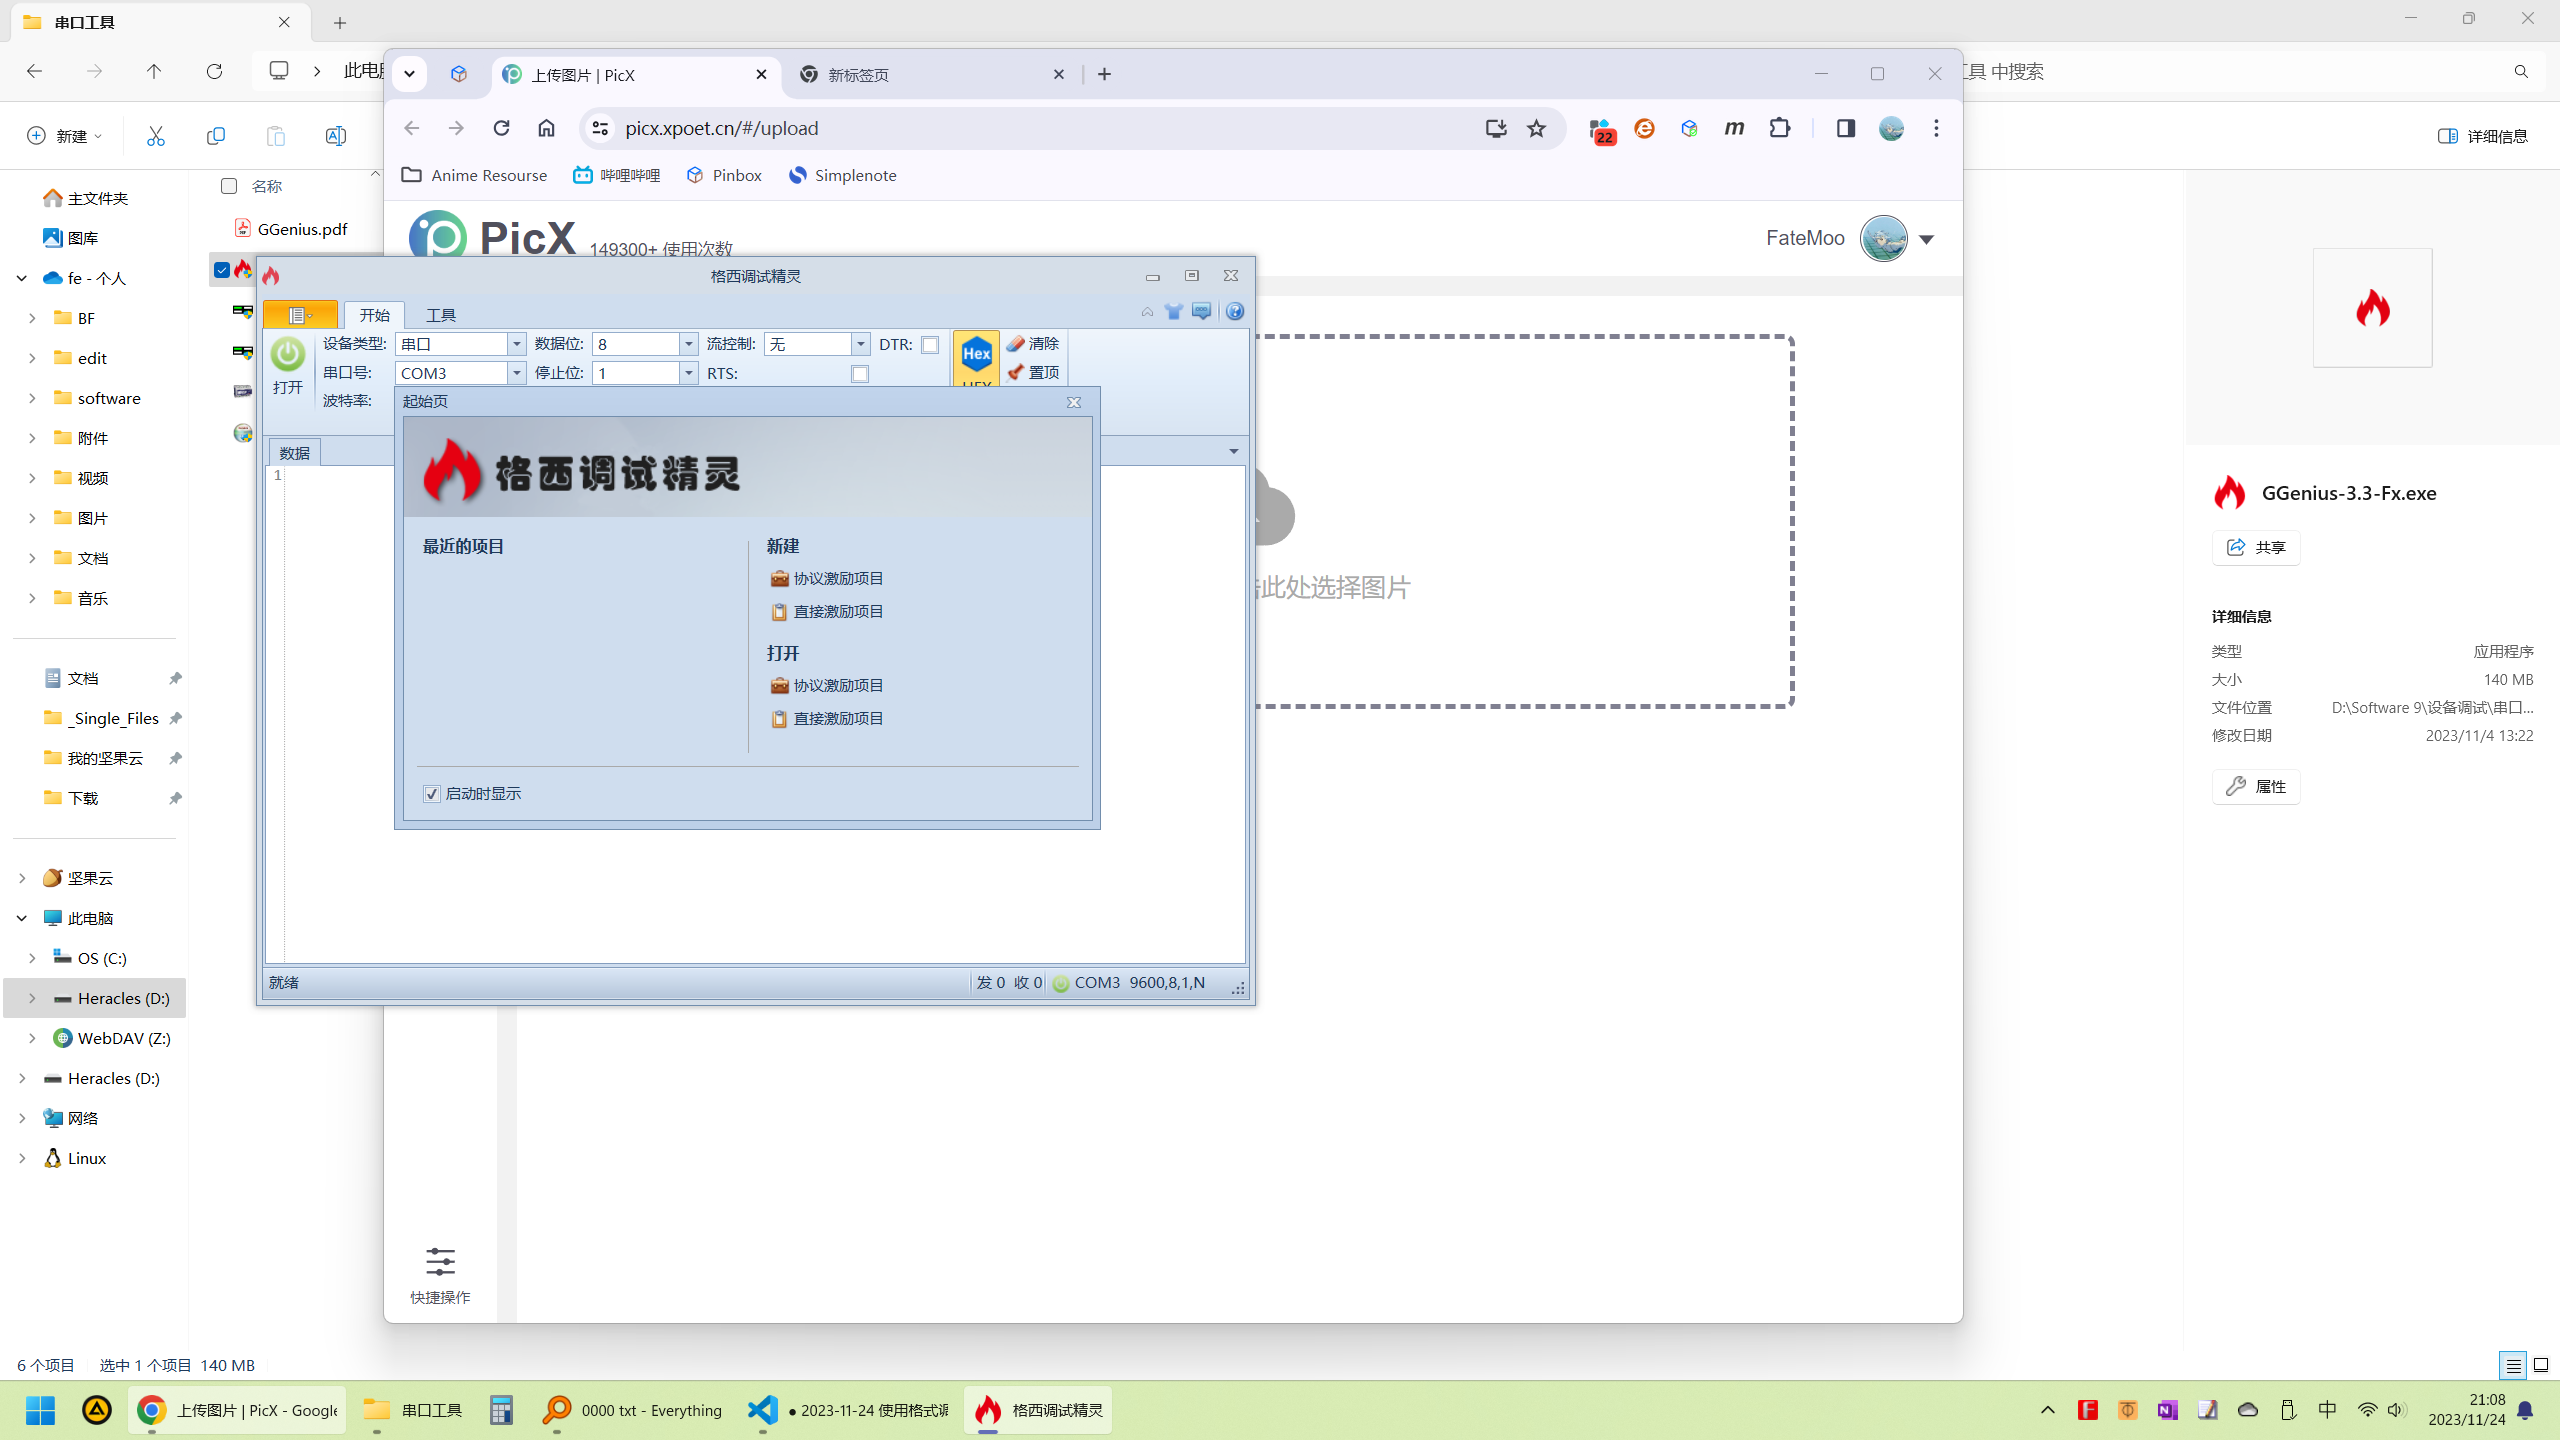 串口工具
此电脑
工具 中搜索
新建
详细信息
上传图片 | PicX
新标签页
picx.xpoet.cn/#/upload
22
Anime Resourse
哔哩哔哩
Pinbox
Simplenote
PicX
149300+ 使用次数
FateMoo
击此处选择图片
快捷操作
主文件夹
图库
fe - 个人
BF
edit
software
附件
视频
图片
文档
音乐
文档
_Single_Files
我的坚果云
下载
坚果云
此电脑
OS (C:)
Heracles (D:)
WebDAV (Z:)
Heracles (D:)
网络
Linux
名称
GGenius.pdf
格西调试精灵
开始
工具
打开
设备类型:
串口
数据位:
8
流控制:
无
DTR:
Hex
HEX
清除
串口号:
COM3
停止位:
1
RTS:
置顶
波特率:
数据
1
起始页
格西调试精灵
最近的项目
新建
协议激励项目
直接激励项目
打开
协议激励项目
直接激励项目
启动时显示
就绪
发 0 收 0
COM3 9600,8,1,N
GGenius-3.3-Fx.exe
共享
详细信息
类型
应用程序
大小
140 MB
文件位置
D:\Software 9\设备调试\串口...
修改日期
2023/11/4 13:22
属性
6 个项目
选中 1 个项目 140 MB
上传图片 | PicX - Google
串口工具
0000 txt - Everything
● 2023-11-24 使用格式调
格西调试精灵
中
21:08
2023/11/24